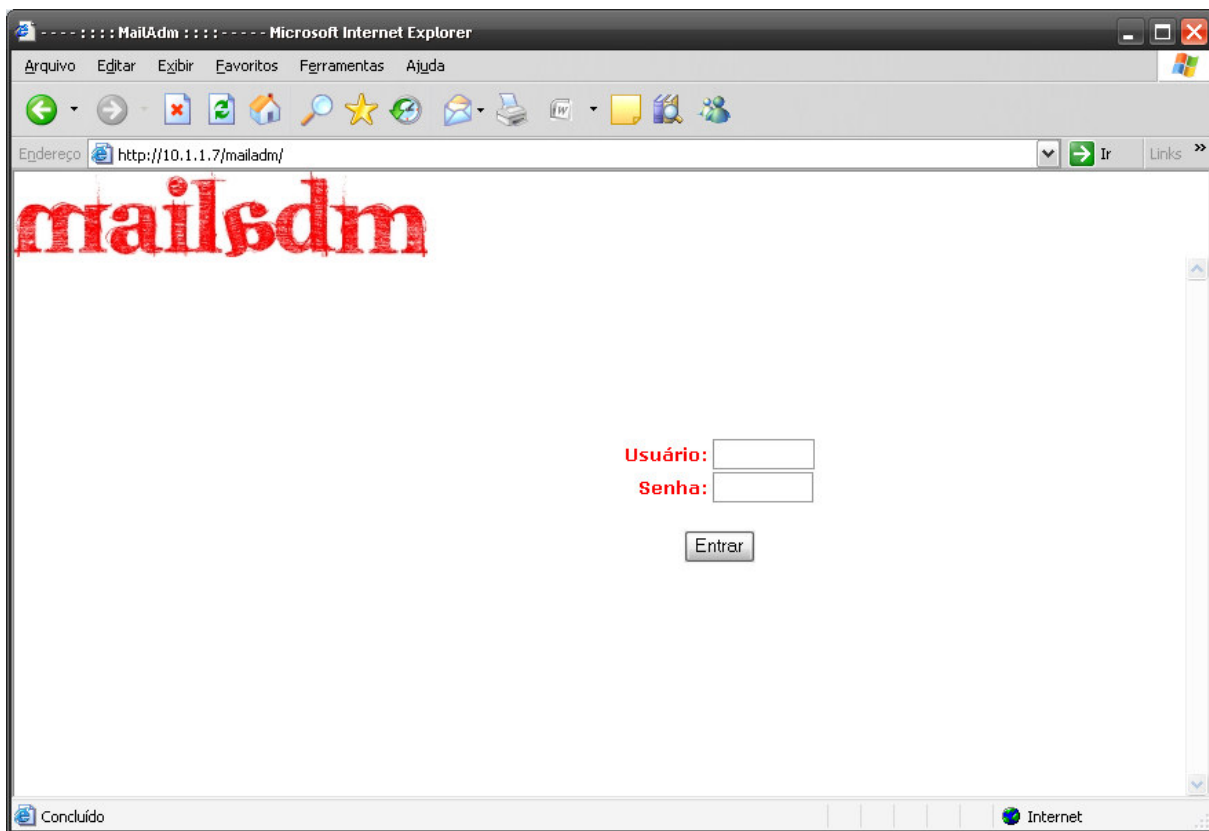 ----::::MailAdm::::----- Microsoft Internet Explorer
Arquivo Editar Exibir Favoritos Ferramentas Ajuda
Endereço http://10.1.1.7/mailadm/ Ir Links »
mailadm
Usuário:
Senha:
Entrar
Concluído Internet